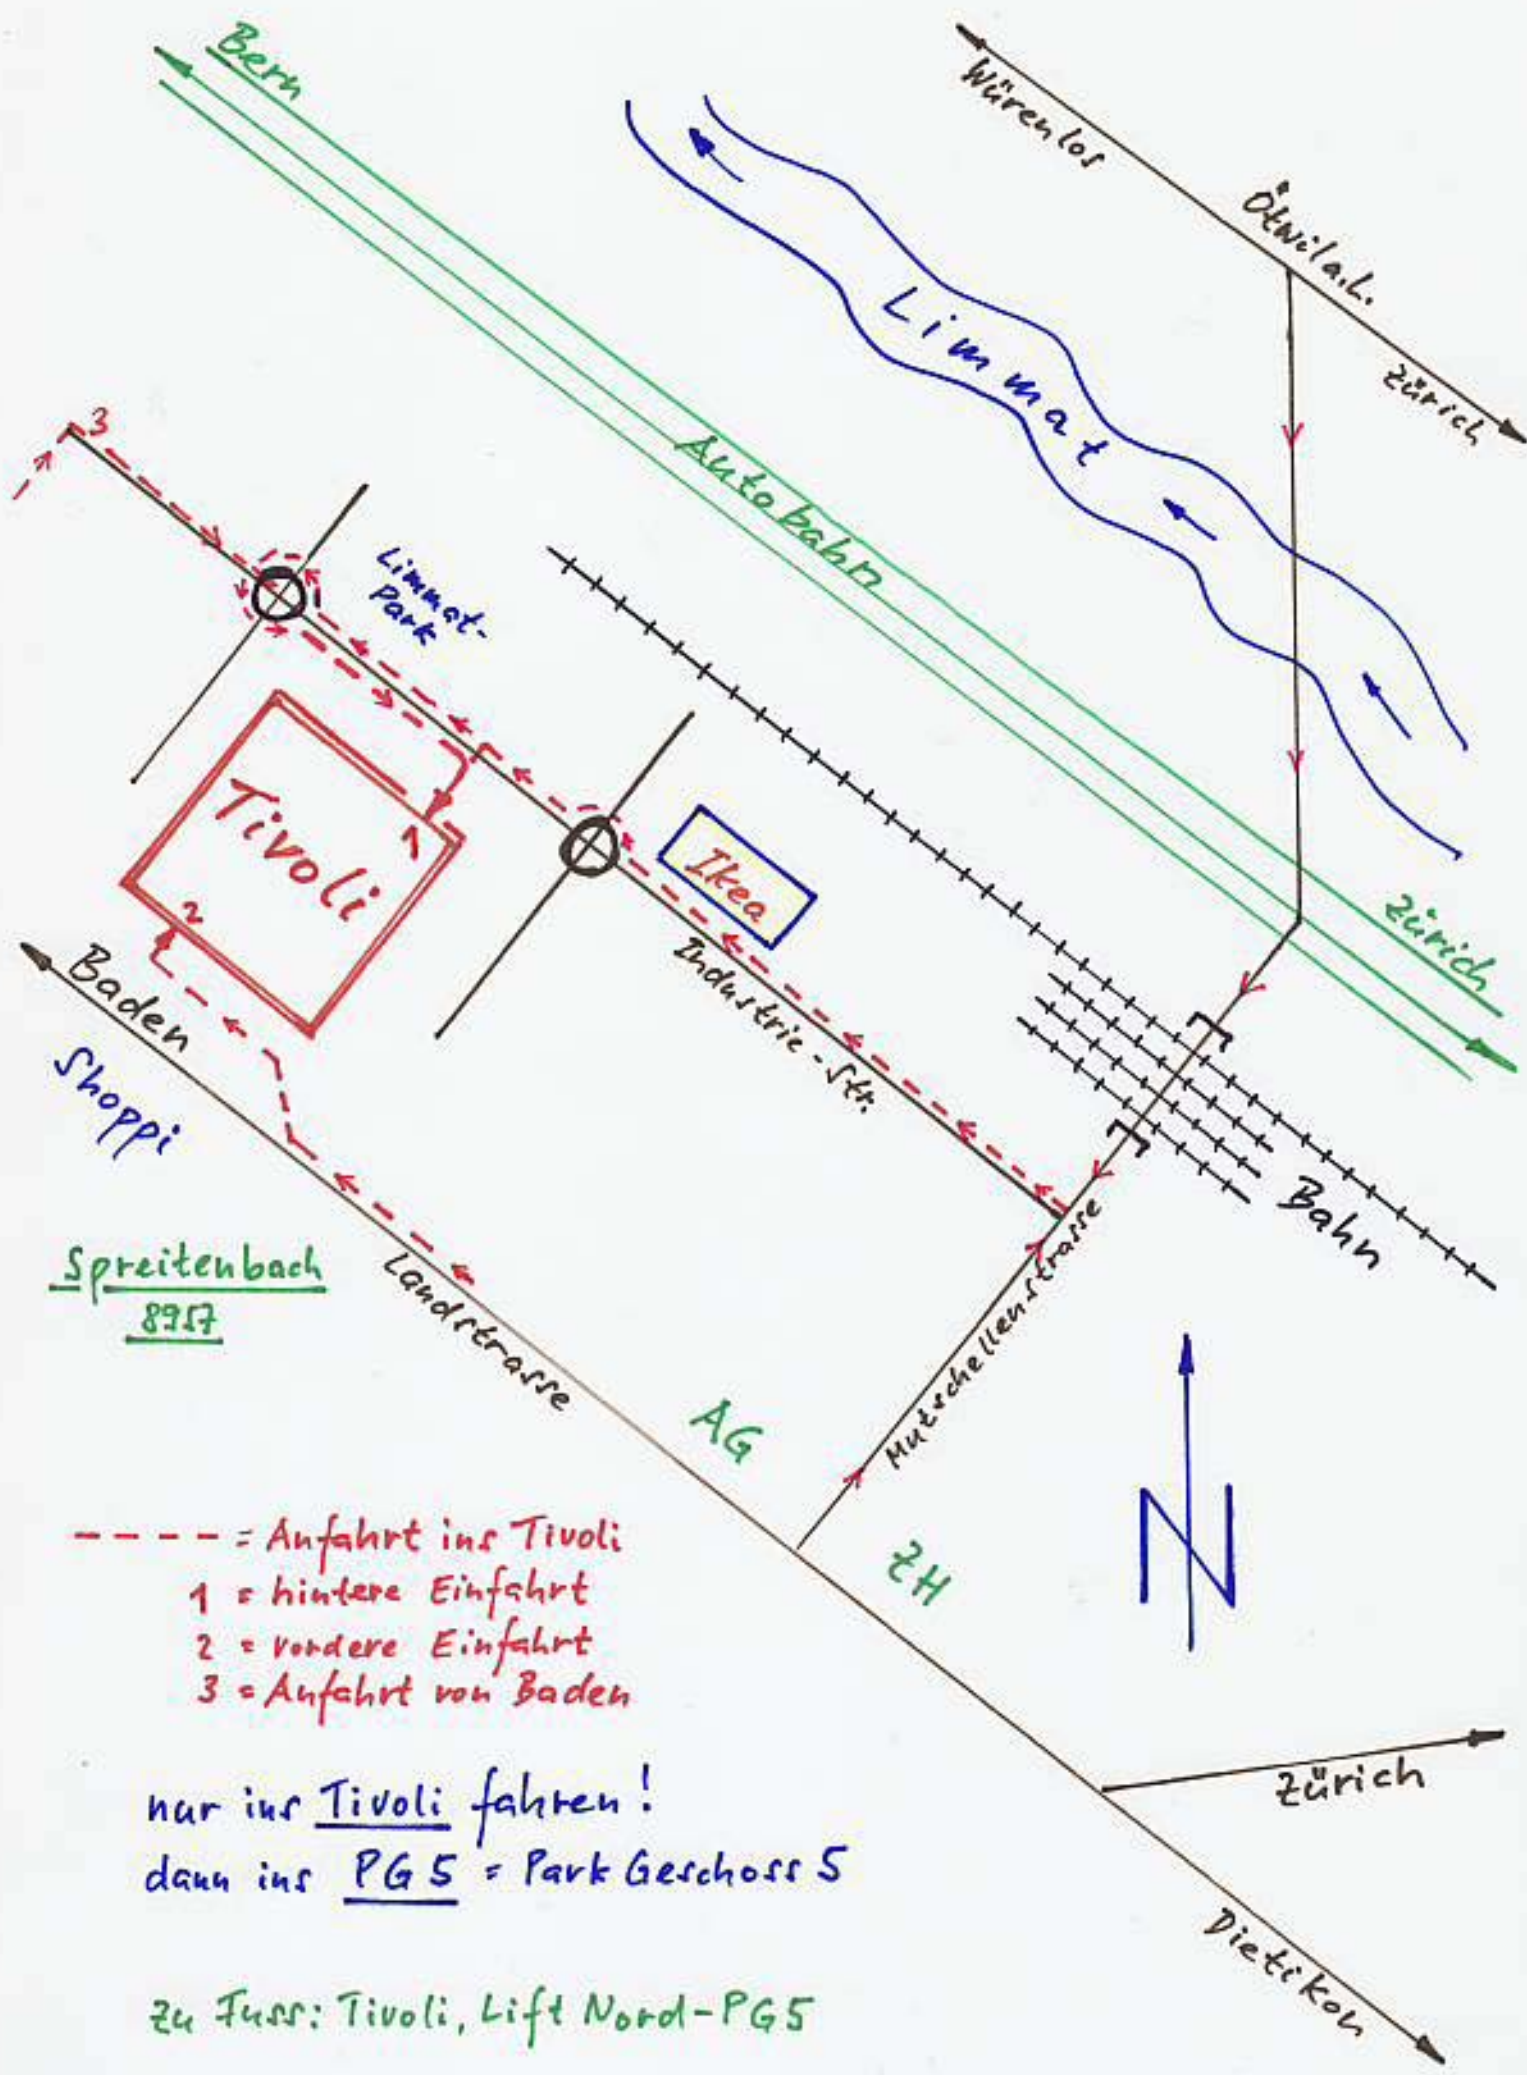 Bern
Würenlos
Ötwil a.L.
Zürich
Limmat
Autobahn
3
Limmat-
Park
Tivoli
1
2
Ikea
Zürich
Baden
Industrie-Str.
Shoppi
Bahn
Spreitenbach
8957
Landstrasse
Mutschellenstrasse
AG
ZH
N
---- = Anfahrt ins Tivoli
1 = hintere Einfahrt
2 = vordere Einfahrt
3 = Anfahrt von Baden
Zürich
nur ins Tivoli fahren!
dann ins PG5 = Park Geschoss 5
Dietikon
zu Fuss: Tivoli, Lift Nord-PG5